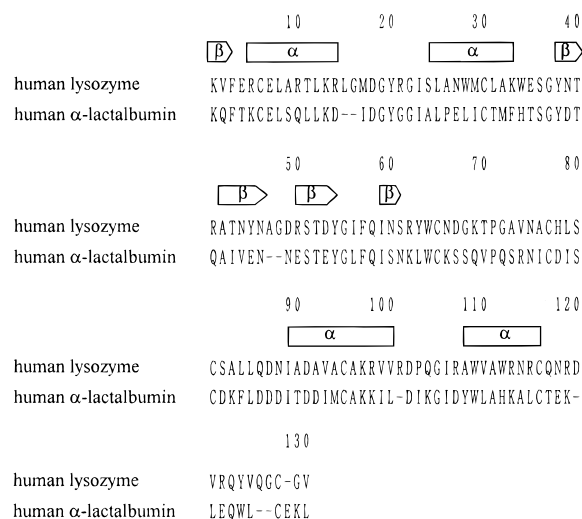 10 20 30 40
β α α β
human lysozyme KVFERCELARTLKRLGMDGYRGISLANWMCLAKWESGYNT
human α-lactalbumin KQFTKCELSQLLKD--IDGYGGIALPELICTMFHTSGYDT
50 60 70 80
β β β
human lysozyme RATNYNAGDRSTDYGIFQINSRYWCNDGKTPGAVNACHLS
human α-lactalbumin QAIVEN--NESTEYGLFQISNKLWCKSSQVPQSRNICDIS
90 100 110 120
α α
human lysozyme CSALLQDNIADAVACAKRVVRDPQGIRAWVAWRNRCQNRD
human α-lactalbumin CDKFLDDDITDDIMCAKKIL-DIKGIDYWLAHKALCTEK-
130
human lysozyme VRQYVQGC-GV
human α-lactalbumin LEQWL--CEKL